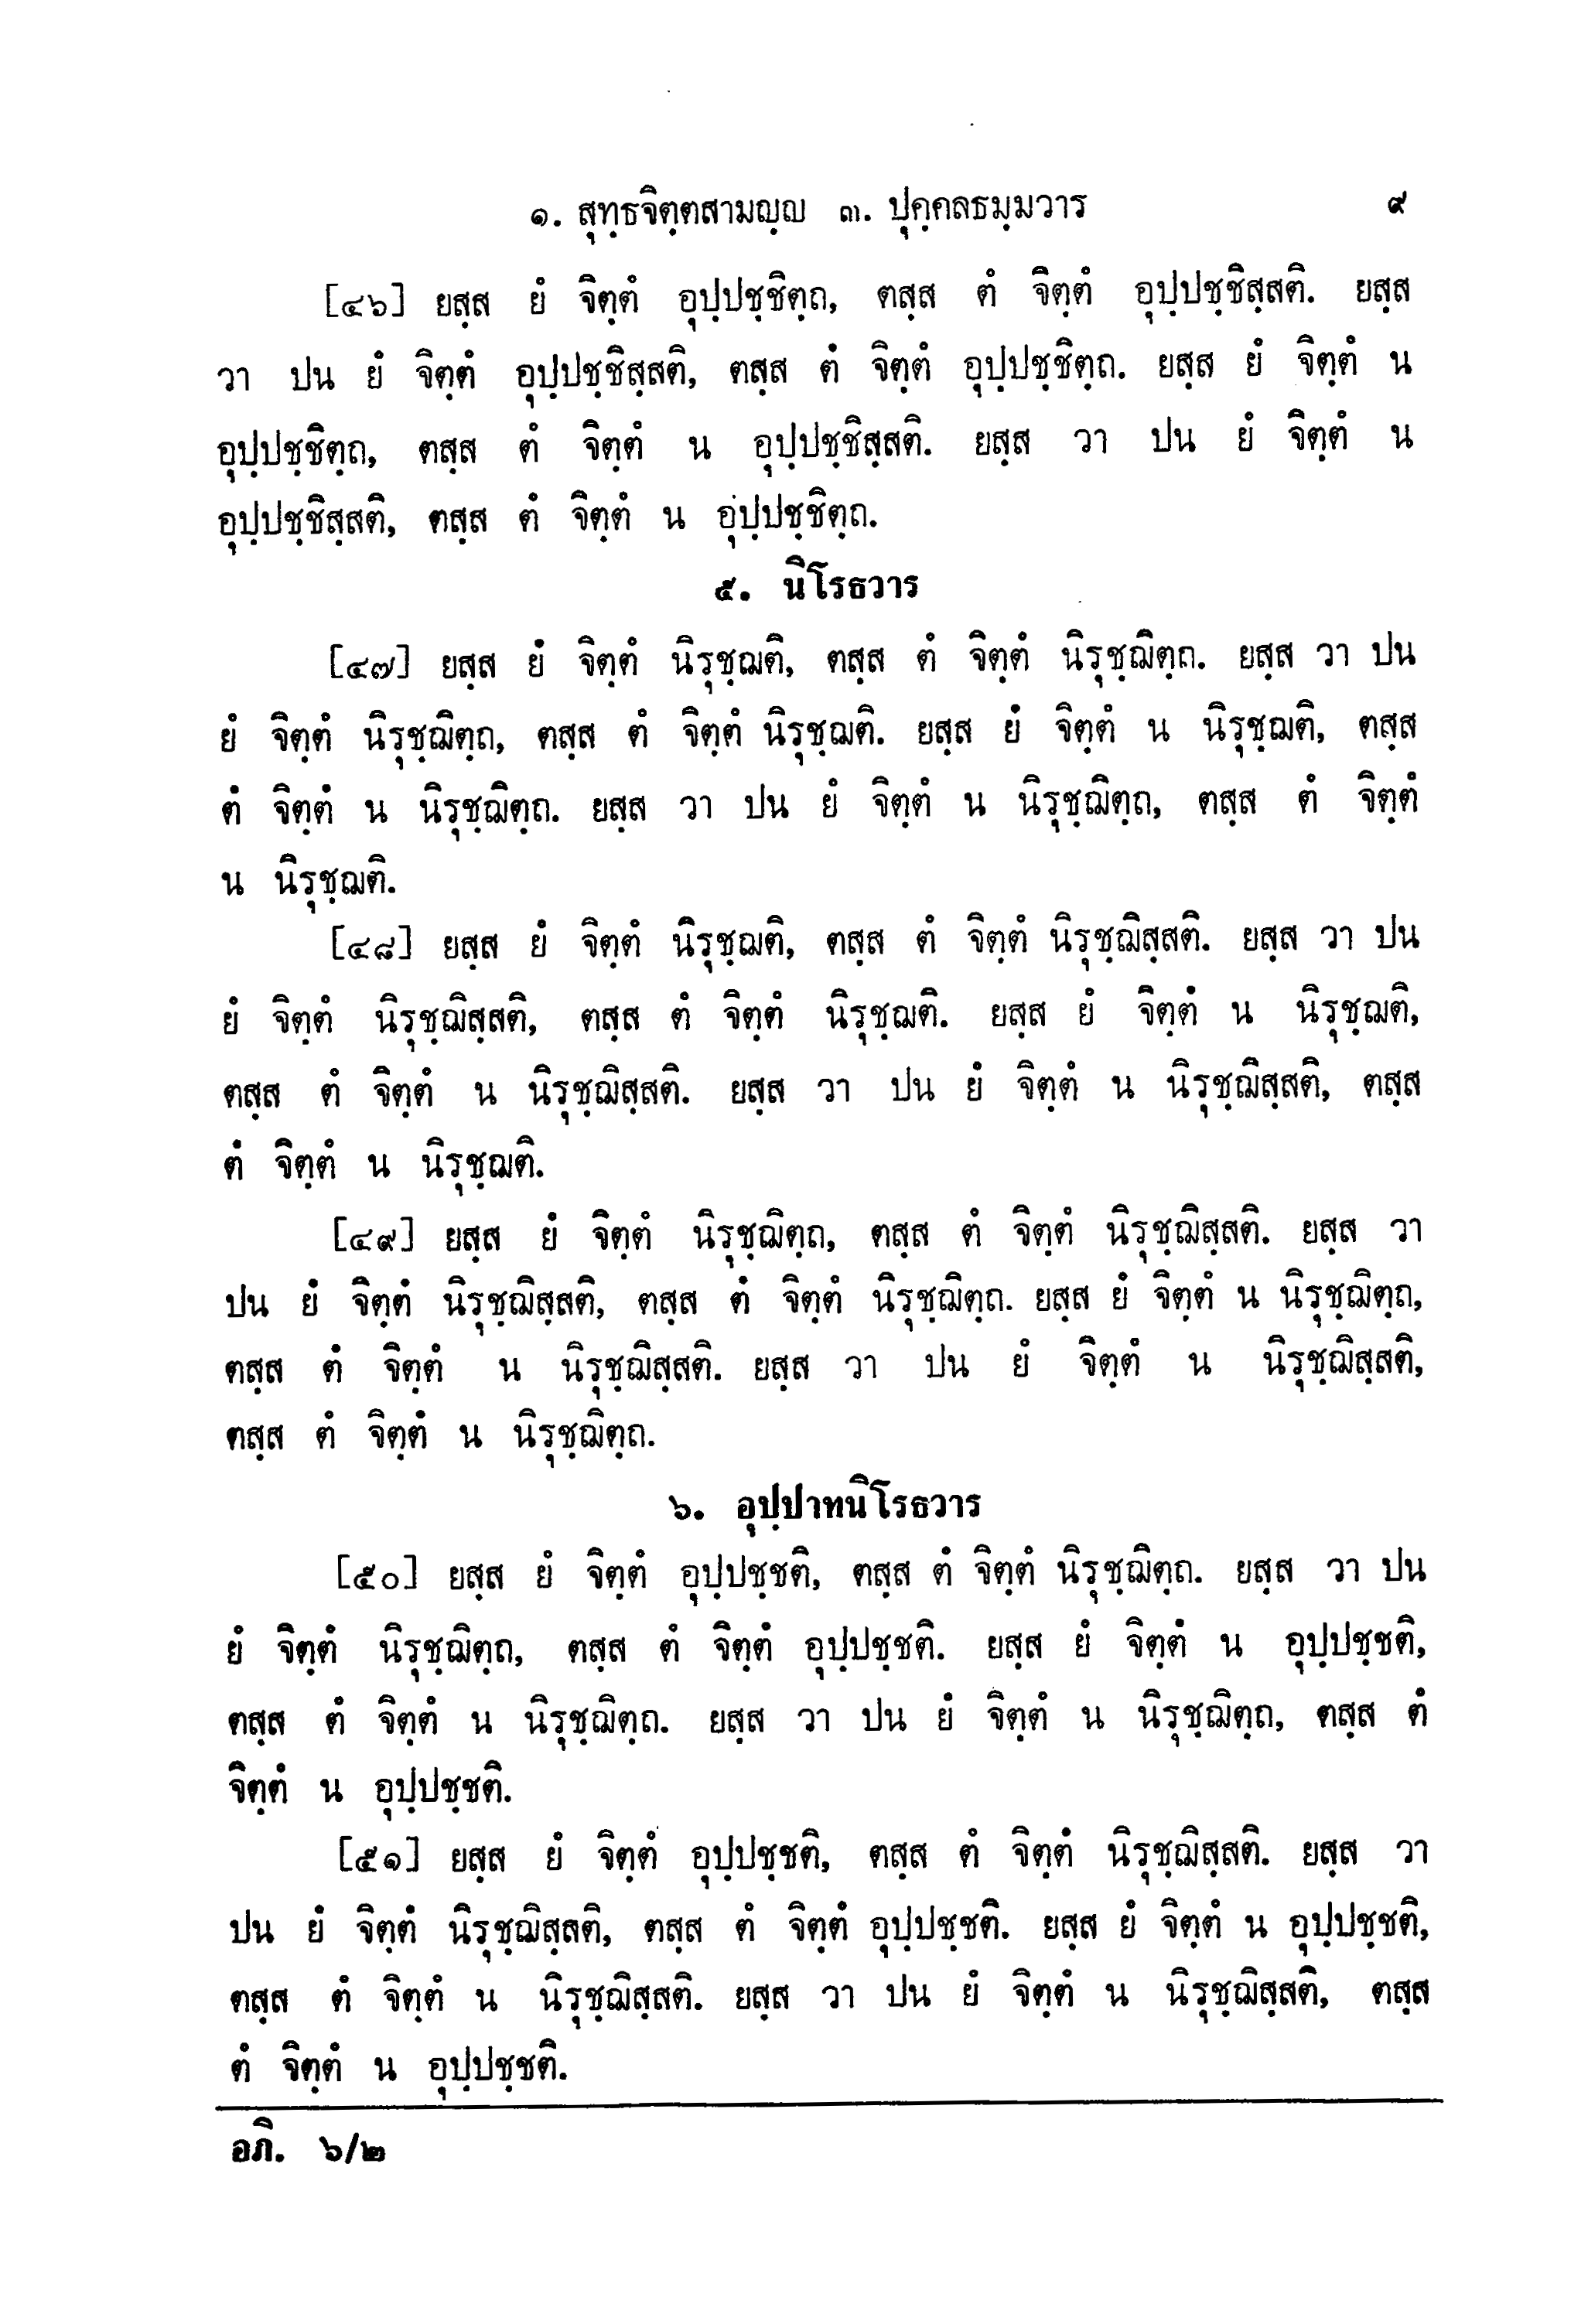 ๑. สุทฺธจิตฺตสามญฺญ ๓. ปุคฺคลธมฺมวาร ๙
[๔๖] ยสฺส ยํ จิตฺตํ อุปฺปชฺชิตฺถ, ตสฺส ตํ จิตฺตํ อุปฺปชฺชิสฺสติ. ยสฺส
วา ปน ยํ จิตฺตํ อุปฺปชฺชิสฺสติ, ตสฺส ตํ จิตฺตํ อุปฺปชฺชิตฺถ. ยสฺส ยํ จิตฺตํ น
อุปฺปชฺชิตฺถ, ตสฺส ตํ จิตฺตํ น อุปฺปชฺชิสฺสติ. ยสฺส วา ปน ยํ จิตฺตํ น
อุปฺปชฺชิสฺสติ, ตสฺส ตํ จิตฺตํ น อุปฺปชฺชิตฺถ.
๕. นิโรธวาร
[๔๗] ยสฺส ยํ จิตฺตํ นิรุชฺฌติ, ตสฺส ตํ จิตฺตํ นิรุชฺฌิตฺถ. ยสฺส วา ปน
ยํ จิตฺตํ นิรุชฺฌิตฺถ, ตสฺส ตํ จิตฺตํ นิรุชฺฌติ. ยสฺส ยํ จิตฺตํ น นิรุชฺฌติ, ตสฺส
ตํ จิตฺตํ น นิรุชฺฌิตฺถ. ยสฺส วา ปน ยํ จิตฺตํ น นิรุชฺฌิตฺถ, ตสฺส ตํ จิตฺตํ
น นิรุชฺฌติ.
[๔๘] ยสฺส ยํ จิตฺตํ นิรุชฺฌติ, ตสฺส ตํ จิตฺตํ นิรุชฺฌิสฺสติ. ยสฺส วา ปน
ยํ จิตฺตํ นิรุชฺฌิสฺสติ, ตสฺส ตํ จิตฺตํ นิรุชฺฌติ. ยสฺส ยํ จิตฺตํ น นิรุชฺฌติ,
ตสฺส ตํ จิตฺตํ น นิรุชฺฌิสฺสติ. ยสฺส วา ปน ยํ จิตฺตํ น นิรุชฺฌิสฺสติ, ตสฺส
ตํ จิตฺตํ น นิรุชฺฌติ.
[๔๙] ยสฺส ยํ จิตฺตํ นิรุชฺฌิตฺถ, ตสฺส ตํ จิตฺตํ นิรุชฺฌิสฺสติ. ยสฺส วา
ปน ยํ จิตฺตํ นิรุชฺฌิสฺสติ, ตสฺส ตํ จิตฺตํ นิรุชฺฌิตฺถ. ยสฺส ยํ จิตฺตํ น นิรุชฺฌิตฺถ,
ตสฺส ตํ จิตฺตํ น นิรุชฺฌิสฺสติ. ยสฺส วา ปน ยํ จิตฺตํ น นิรุชฺฌิสฺสติ,
ตสฺส ตํ จิตฺตํ น นิรุชฺฌิตฺถ.
๖. อุปฺปาทนิโรธวาร
[๕๐] ยสฺส ยํ จิตฺตํ อุปฺปชฺชติ, ตสฺส ตํ จิตฺตํ นิรุชฺฌิตฺถ. ยสฺส วา ปน
ยํ จิตฺตํ นิรุชฺฌิตฺถ, ตสฺส ตํ จิตฺตํ อุปฺปชฺชติ. ยสฺส ยํ จิตฺตํ น อุปฺปชฺชติ,
ตสฺส ตํ จิตฺตํ น นิรุชฺฌิตฺถ. ยสฺส วา ปน ยํ จิตฺตํ น นิรุชฺฌิตฺถ, ตสฺส ตํ
จิตฺตํ น อุปฺปชฺชติ.
[๕๑] ยสฺส ยํ จิตฺตํ อุปฺปชฺชติ, ตสฺส ตํ จิตฺตํ นิรุชฺฌิสฺสติ. ยสฺส วา
ปน ยํ จิตฺตํ นิรุชฺฌิสฺสติ, ตสฺส ตํ จิตฺตํ อุปฺปชฺชติ. ยสฺส ยํ จิตฺตํ น อุปฺปชฺชติ,
ตสฺส ตํ จิตฺตํ น นิรุชฺฌิสฺสติ. ยสฺส วา ปน ยํ จิตฺตํ น นิรุชฺฌิสฺสติ, ตสฺส
ตํ จิตฺตํ น อุปฺปชฺชติ.
อภิ. ๖/๒